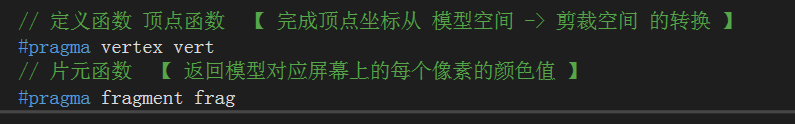 // 定义函数 顶点函数 【 完成顶点坐标从 模型空间 -> 剪裁空间 的转换 】
#pragma vertex vert
// 片元函数 【 返回模型对应屏幕上的每个像素的颜色值 】
#pragma fragment frag